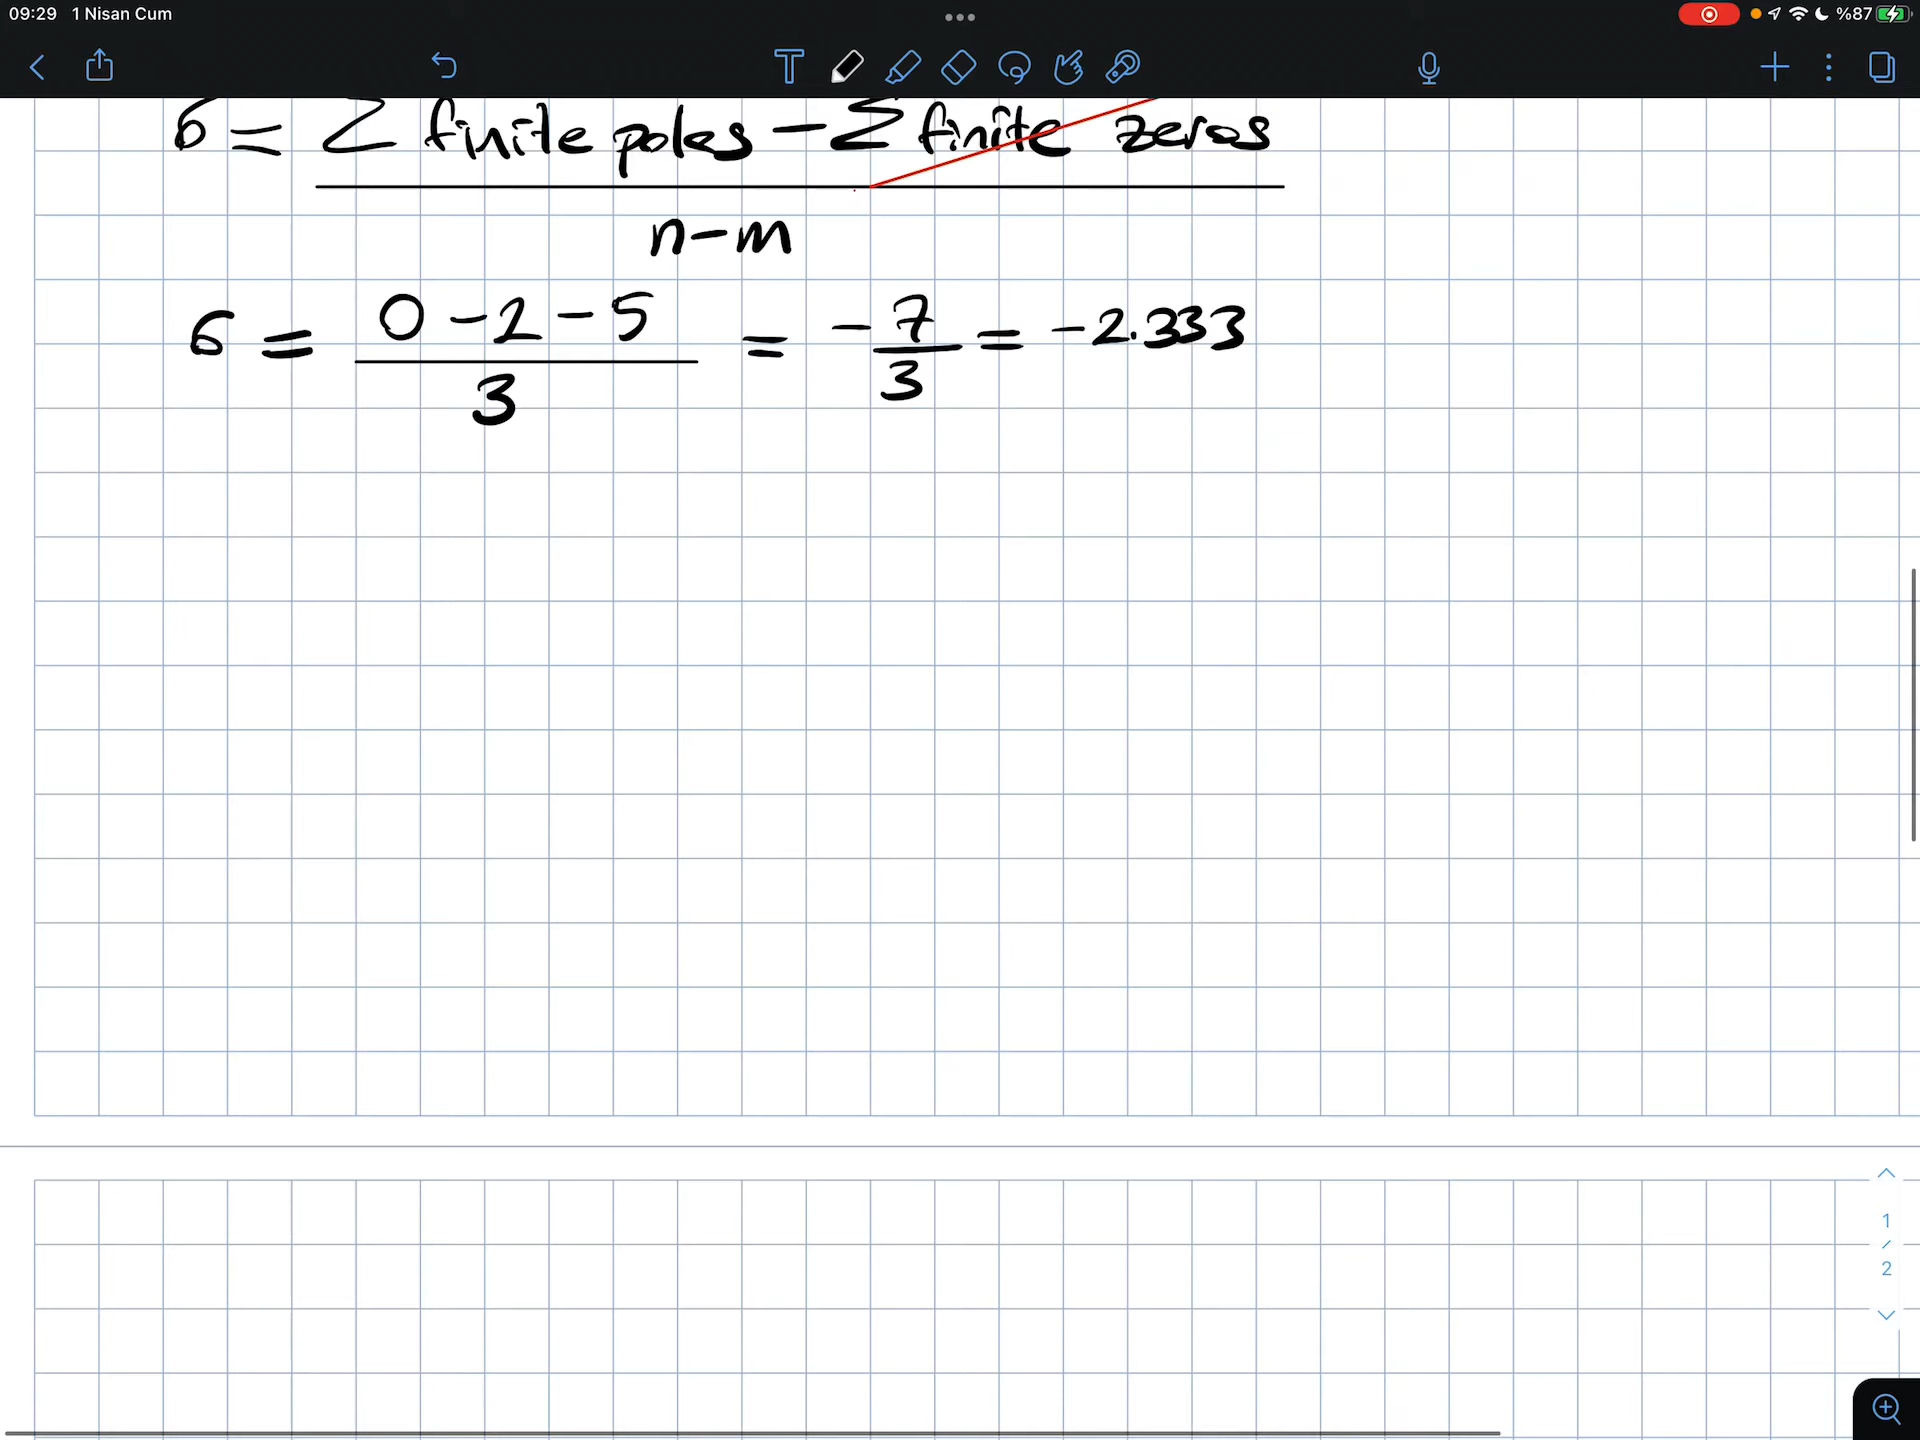 09:29 1 Nisan Cum
%87
σ = Σ finite poles − Σ finite zeros
n−m
σ = 0 − 2 − 5 = − 7 = −2.333
3 3
1
/
2